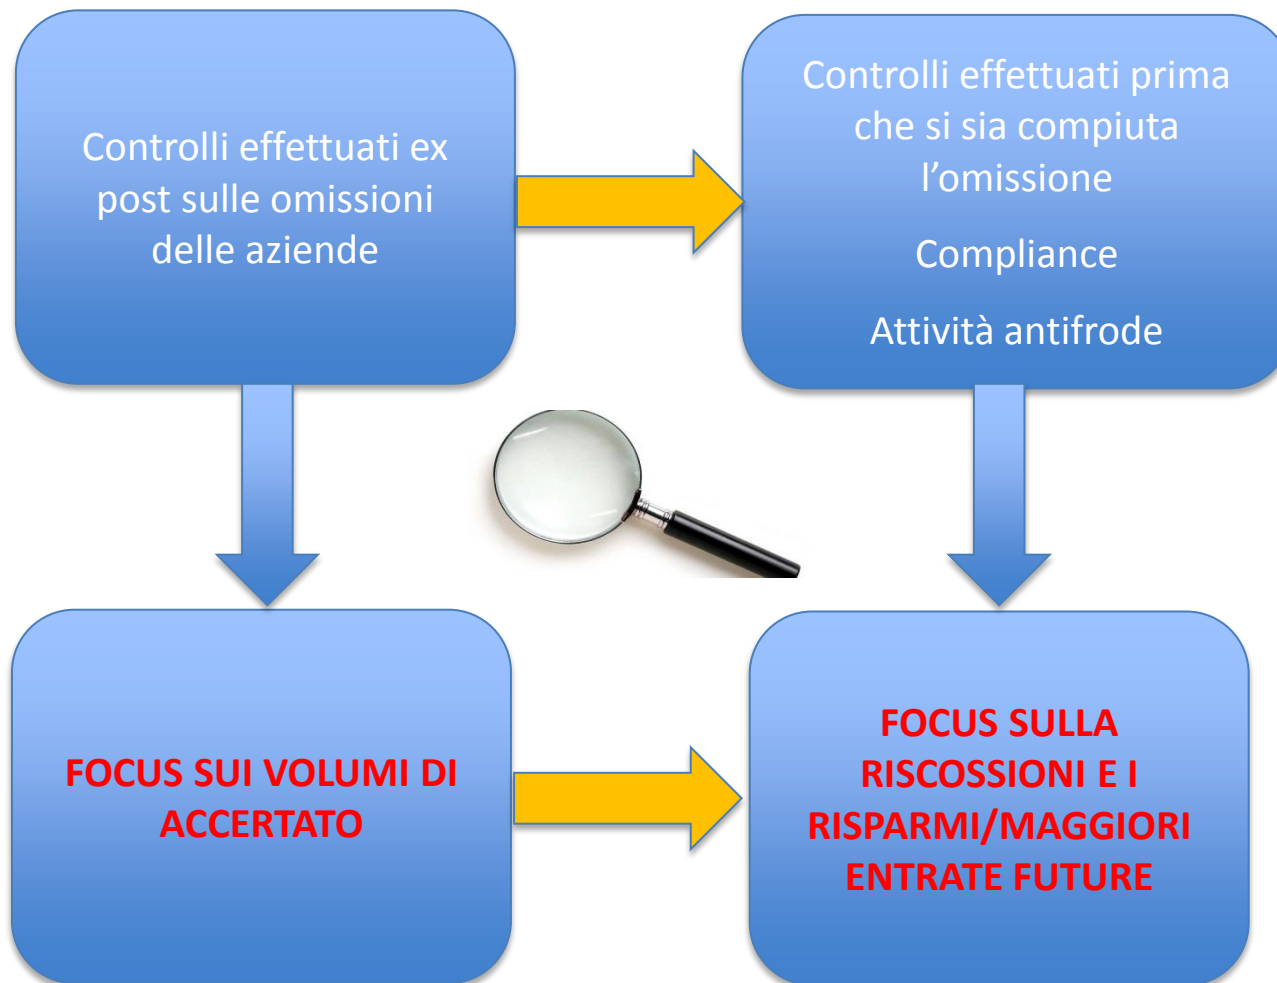 Controlli effettuati ex
post sulle omissioni
delle aziende
Controlli effettuati prima
che si sia compiuta
l’omissione
Compliance
Attività antifrode
FOCUS SUI VOLUMI DI
ACCERTATO
FOCUS SULLA
RISCOSSIONI E I
RISPARMI/MAGGIORI
ENTRATE FUTURE